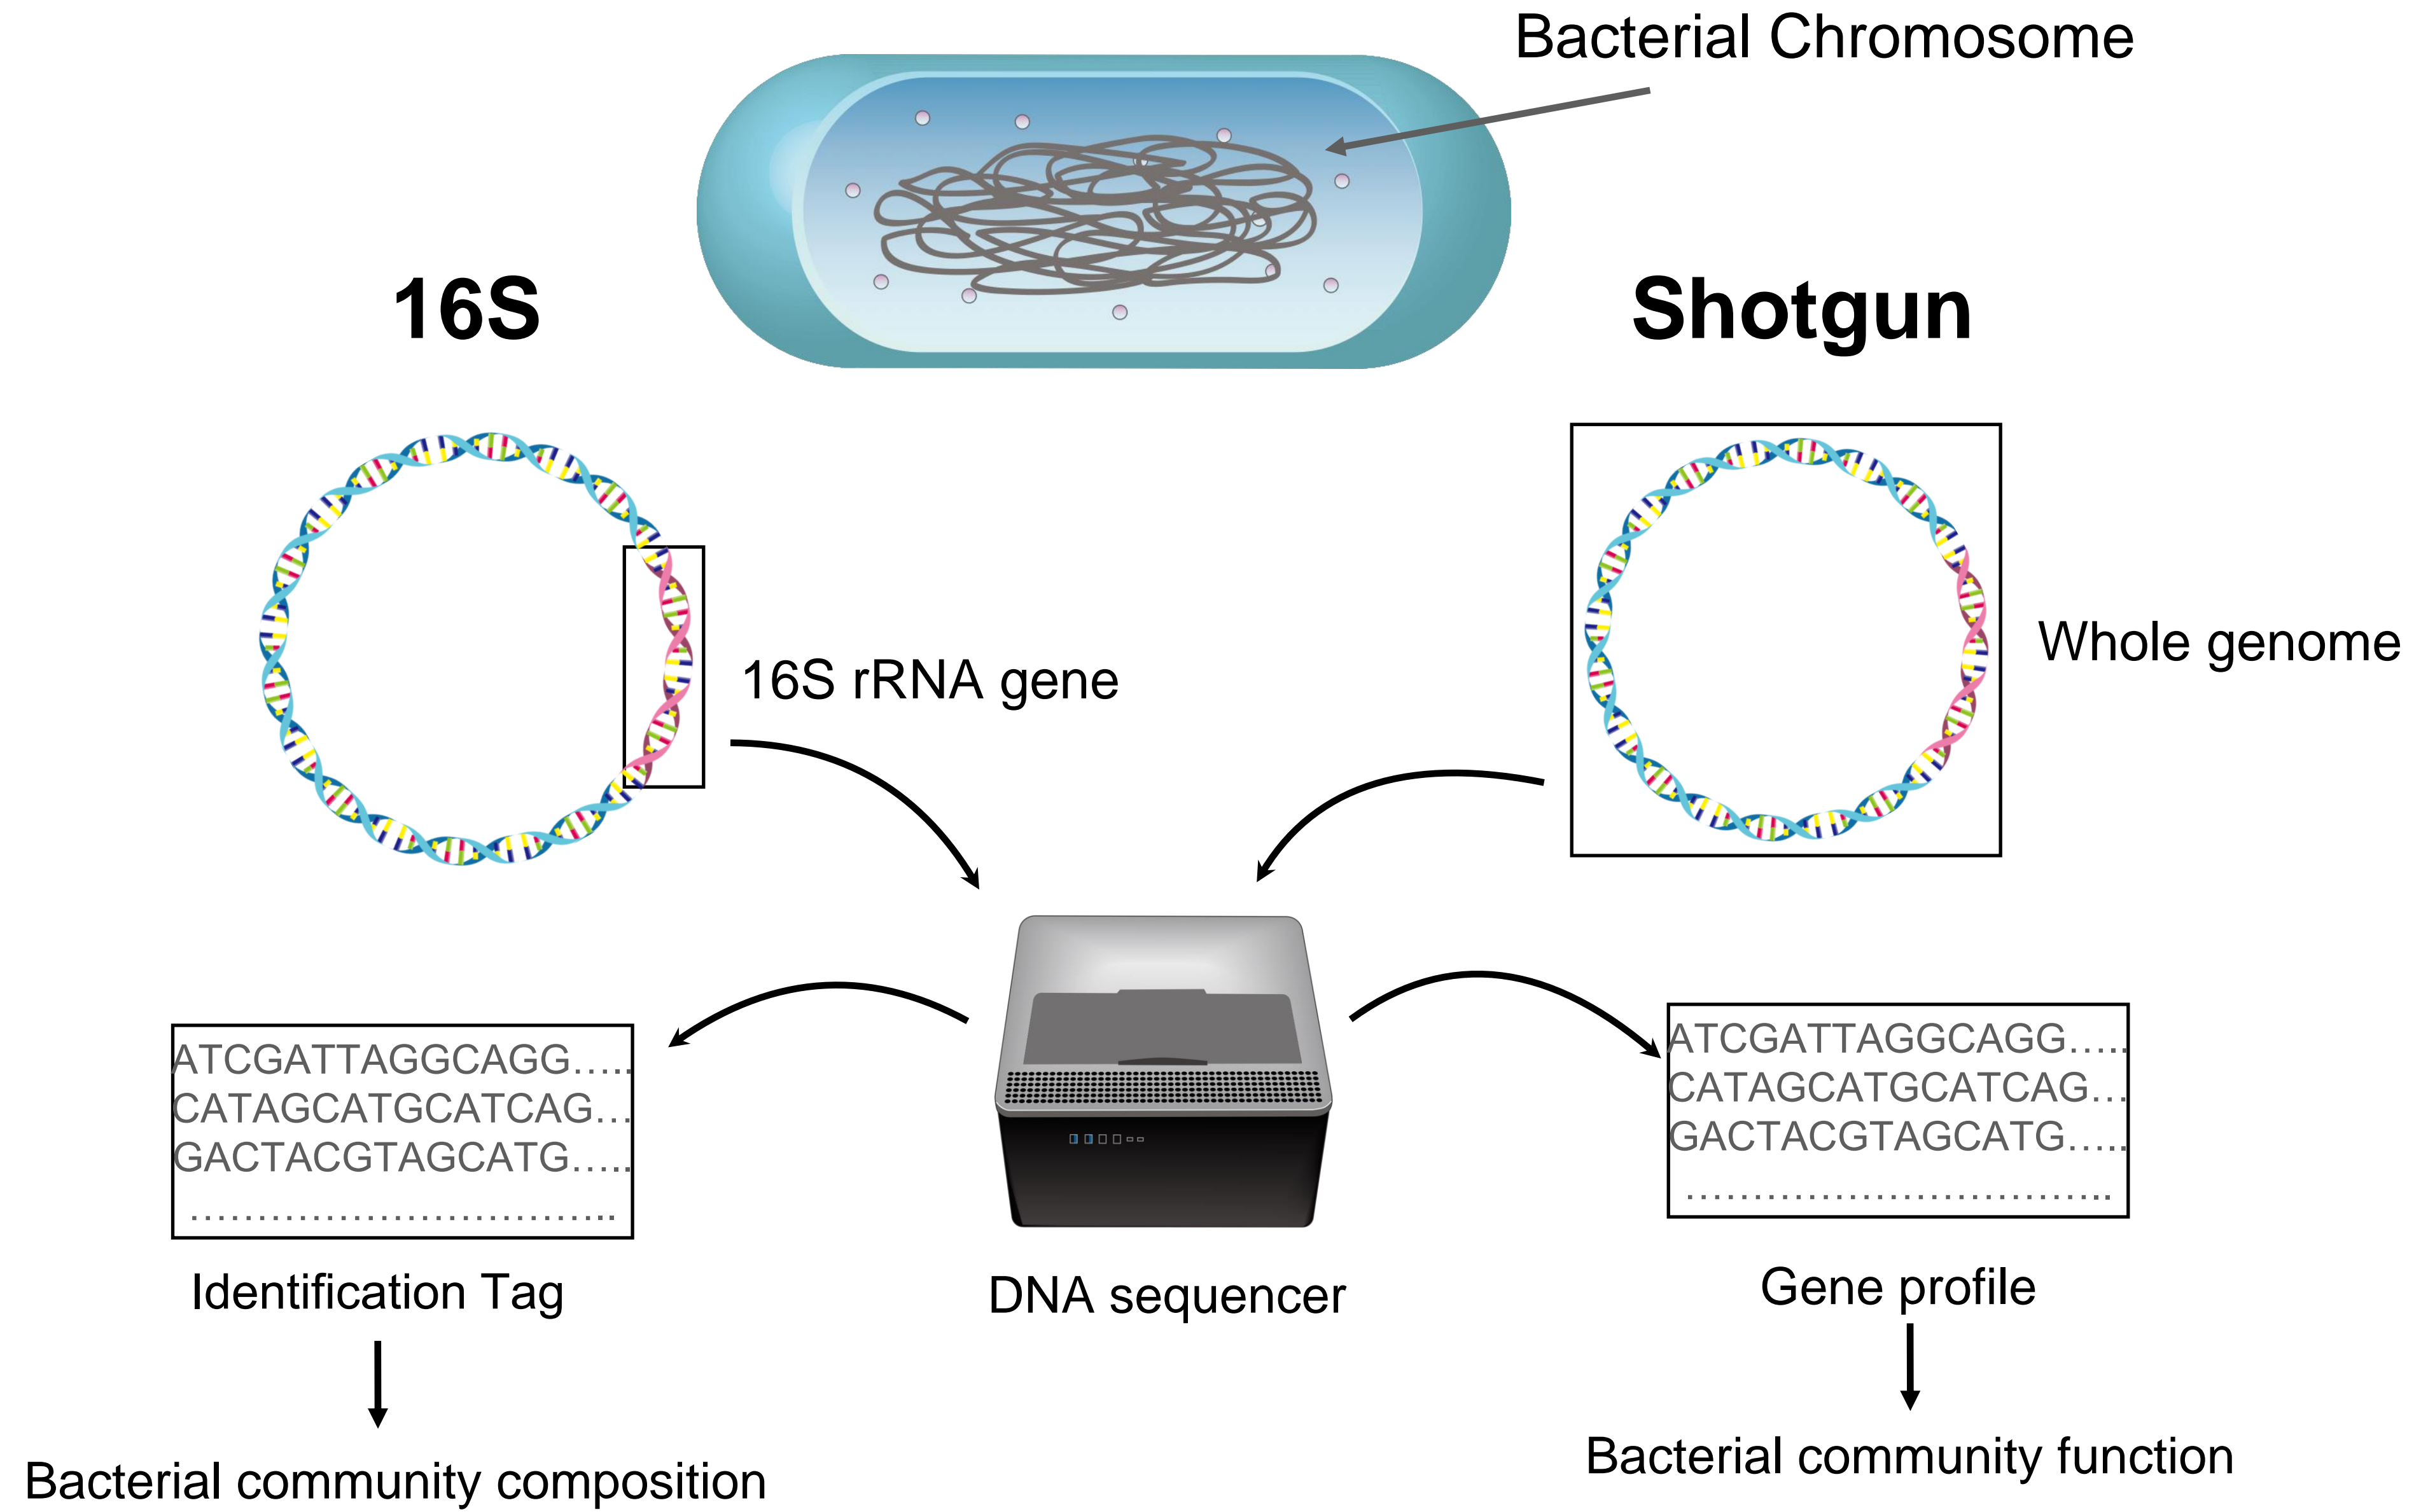 Bacterial Chromosome
16S
Shotgun
16S rRNA gene
Whole genome
ATCGATTAGGCAGG.....
CATAGCATGCATCAG...
GACTACGTAGCATG.....
................................
Identification Tag
Bacterial community composition
DNA sequencer
ATCGATTAGGCAGG.....
CATAGCATGCATCAG...
GACTACGTAGCATG.....
................................
Gene profile
Bacterial community function